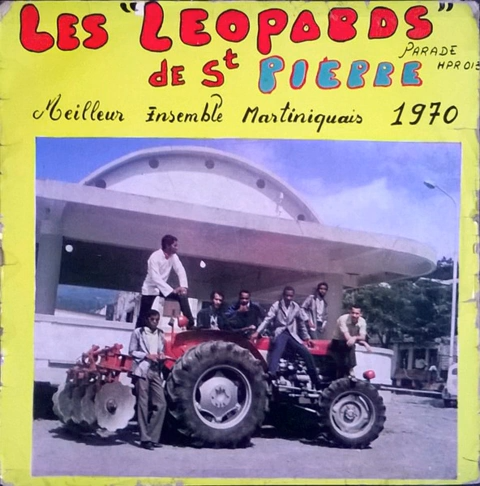 LES "LEOPARDS"
PARADE
HPR 013
DE St PIERRE
Meilleur Ensemble Martiniquais 1970